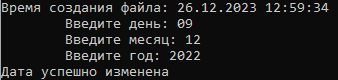 Время создания файла: 26.12.2023 12:59:34
Введите день: 09
Введите месяц: 12
Введите год: 2022
Дата успешно изменена